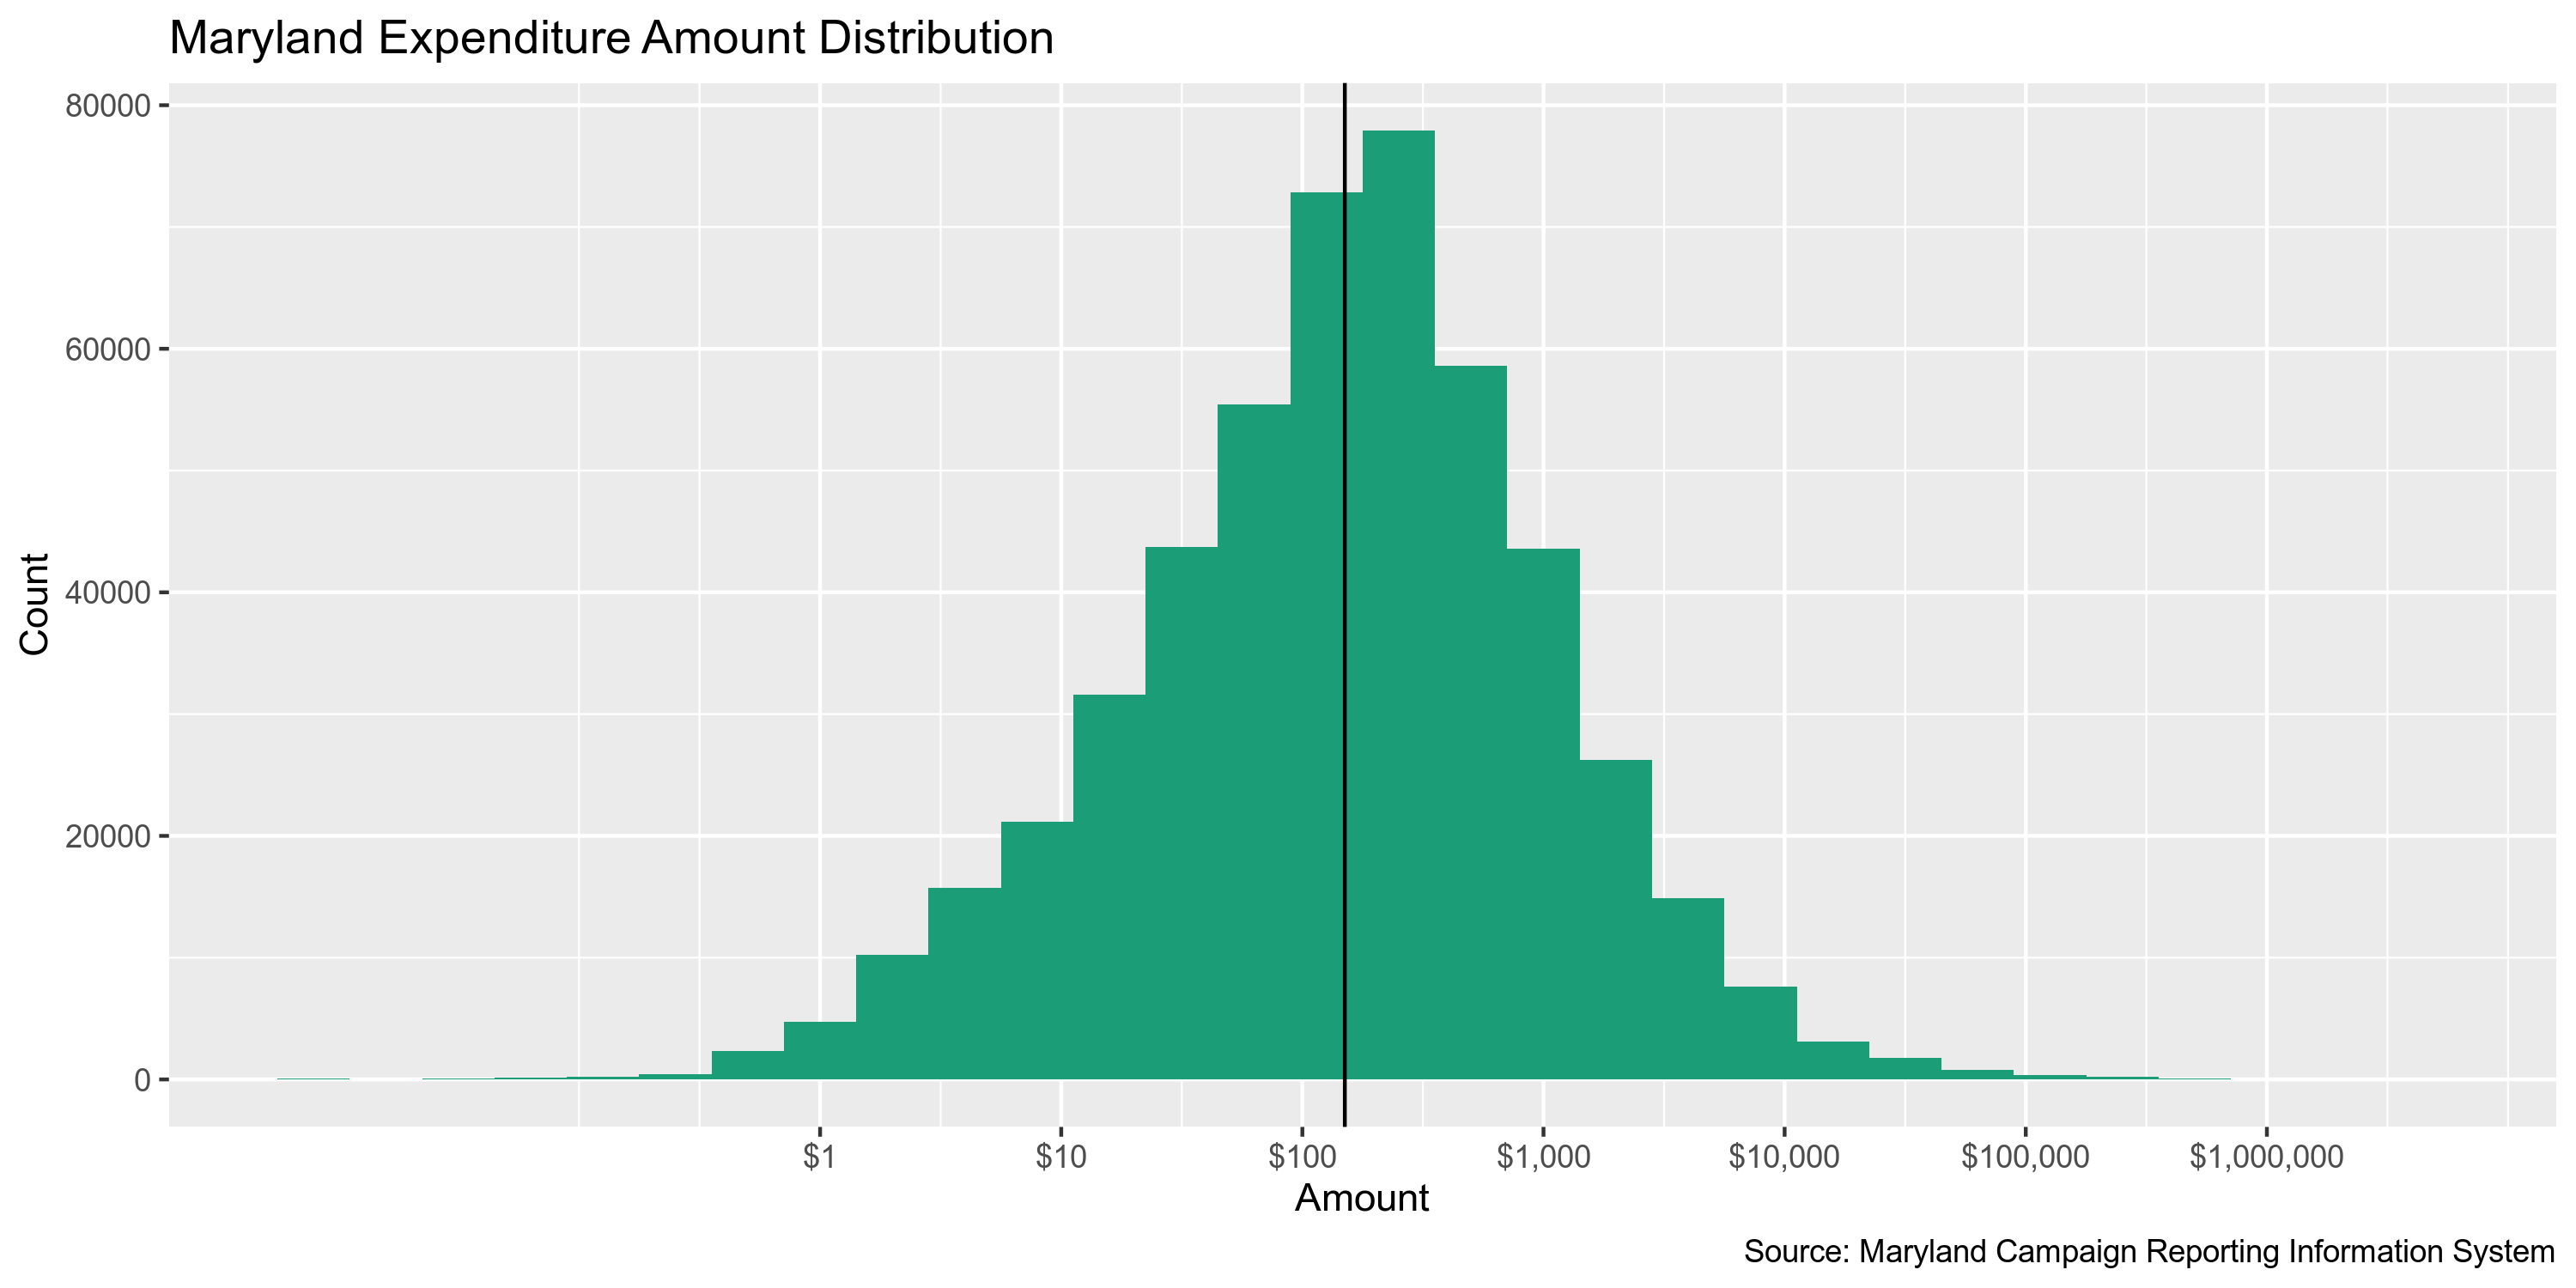 Maryland Expenditure Amount Distribution
80000
60000
40000
20000
0
Count
$1 $10 $100 $1,000 $10,000 $100,000 $1,000,000
Amount
Source: Maryland Campaign Reporting Information System